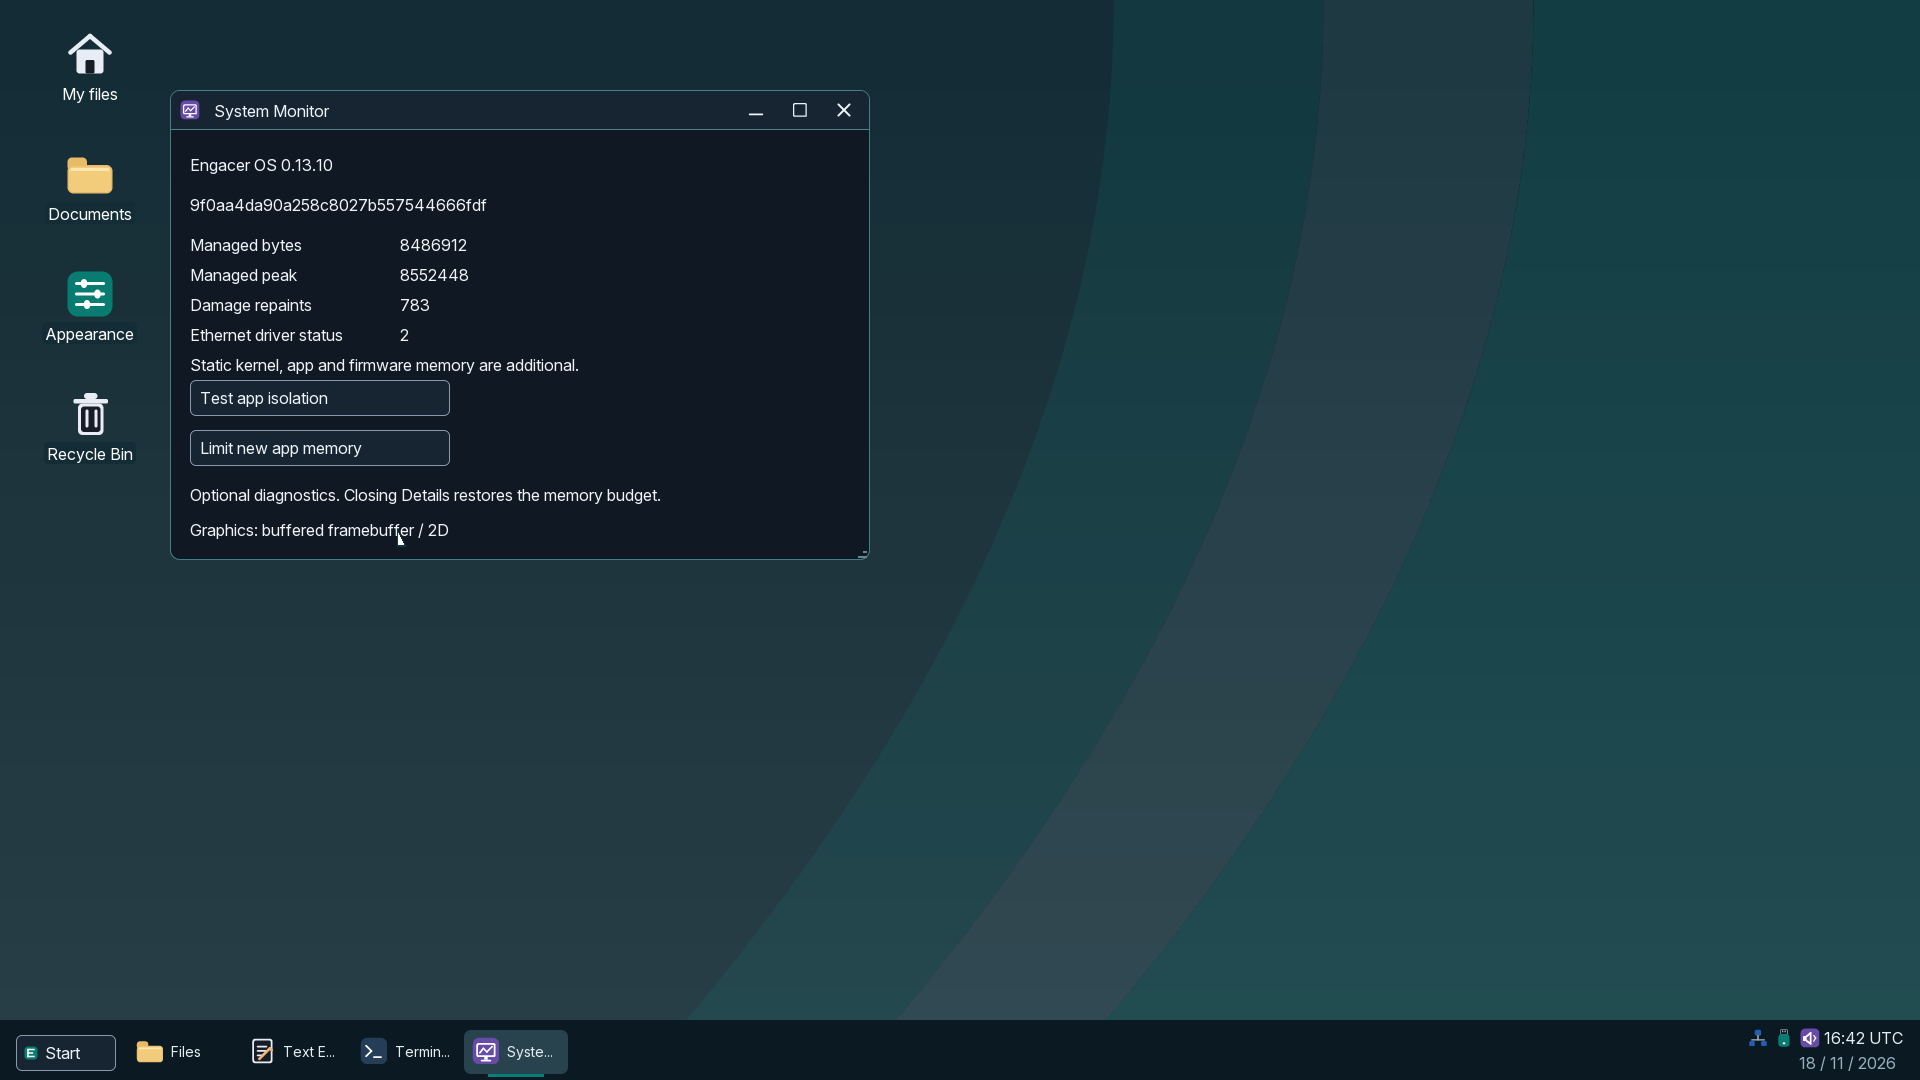 My files
Documents
Appearance
Recycle Bin
System Monitor
Engacer OS 0.13.10
9f0aa4da90a258c8027b557544666fdf
Managed bytes 8486912
Managed peak 8552448
Damage repaints 783
Ethernet driver status 2
Static kernel, app and firmware memory are additional.
Test app isolation
Limit new app memory
Optional diagnostics. Closing Details restores the memory budget.
Graphics: buffered framebuffer / 2D
E Start
Files
Text E...
Termin...
Syste...
16:42 UTC
18 / 11 / 2026